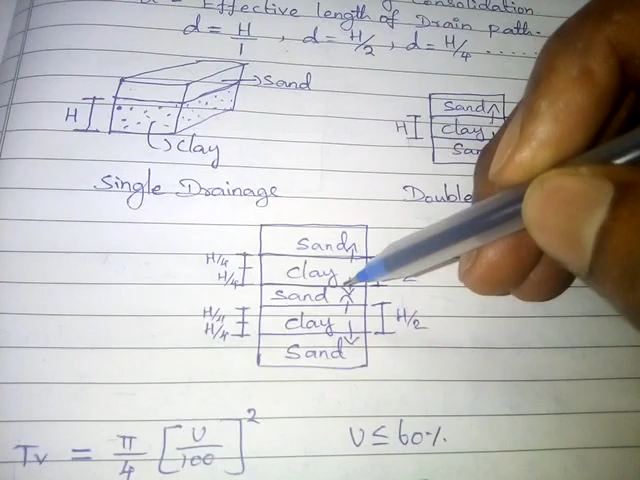 Effective length of Drain path.
d = H/1 , d = H/2 , d = H/4 ......
Sand
H
Clay
Single Drainage
Sand
H
Clay
San
Double
Sand
H/4
H/4
Clay
Sand
H/4
H/4
Clay
H/2
Sand
Tv = π/4 [U/100]²
U ≤ 60%.